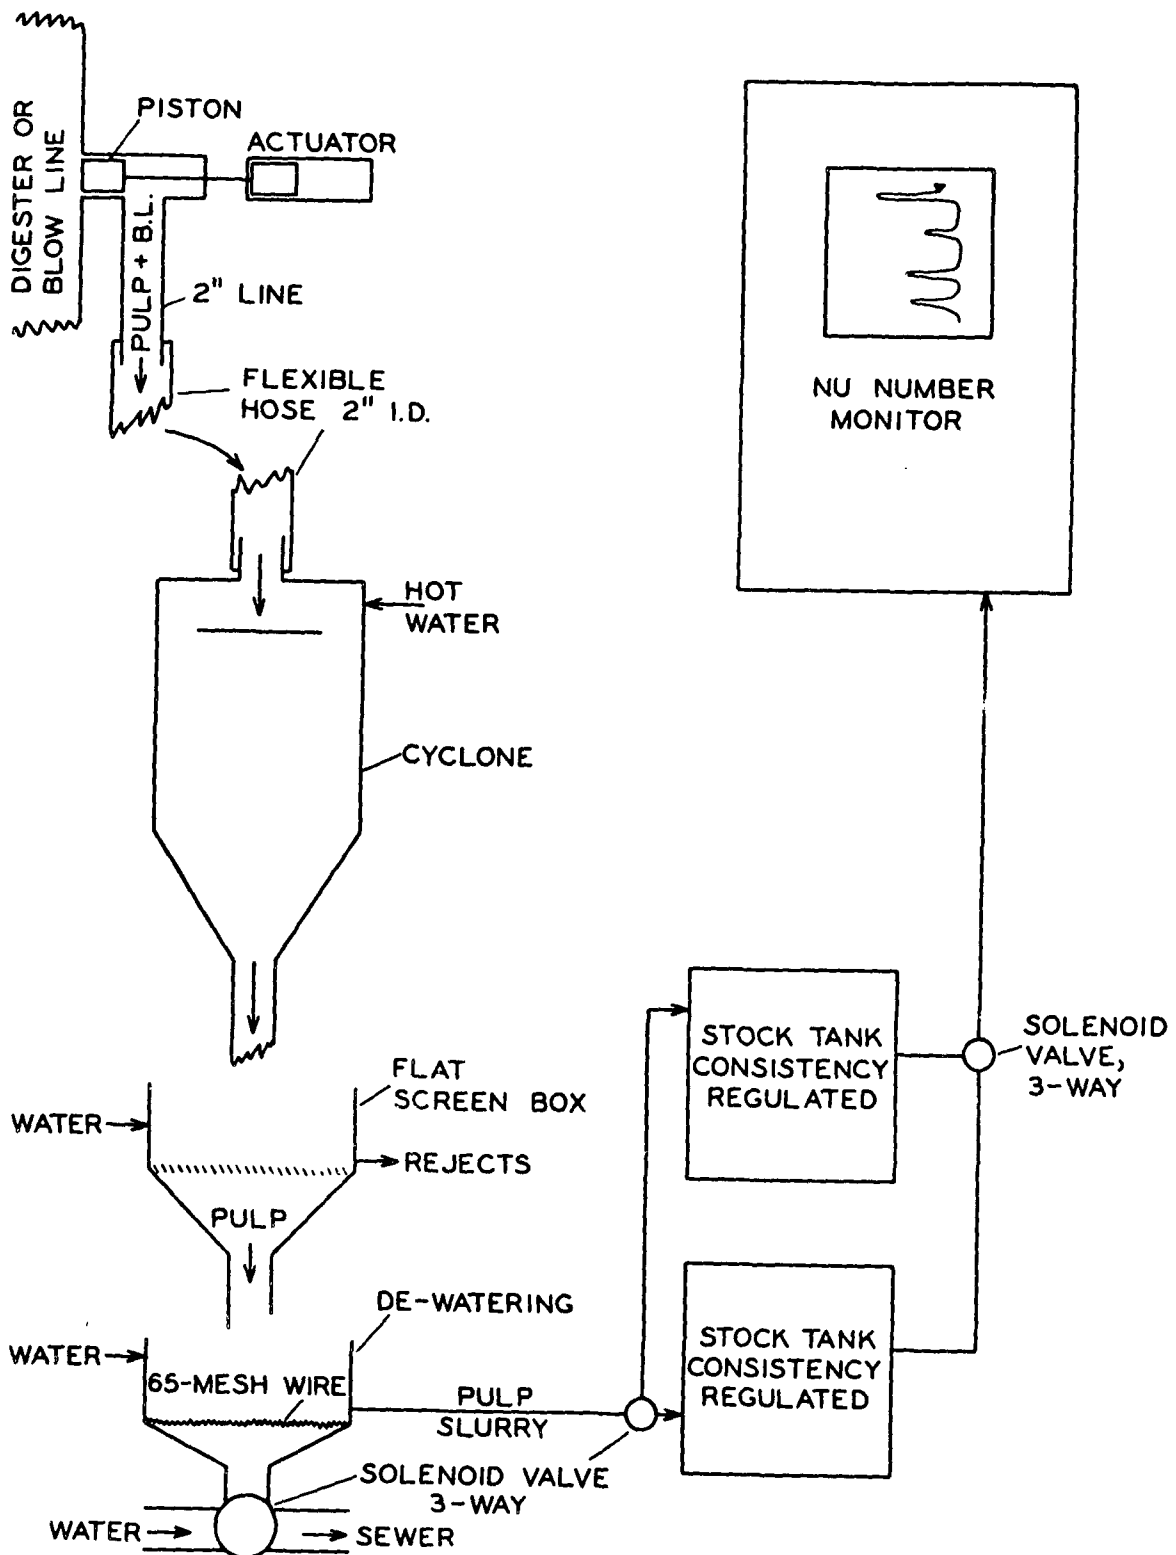 PISTON
ACTUATOR
DIGESTER OR
BLOW LINE
PULP + B.L.
2" LINE
FLEXIBLE
HOSE 2" I.D.
NU NUMBER
MONITOR
HOT
WATER
CYCLONE
STOCK TANK
CONSISTENCY
REGULATED
SOLENOID
VALVE,
3-WAY
FLAT
SCREEN BOX
WATER
REJECTS
PULP
DE-WATERING
WATER
65-MESH WIRE
PULP
SLURRY
STOCK TANK
CONSISTENCY
REGULATED
SOLENOID VALVE
3-WAY
WATER
SEWER